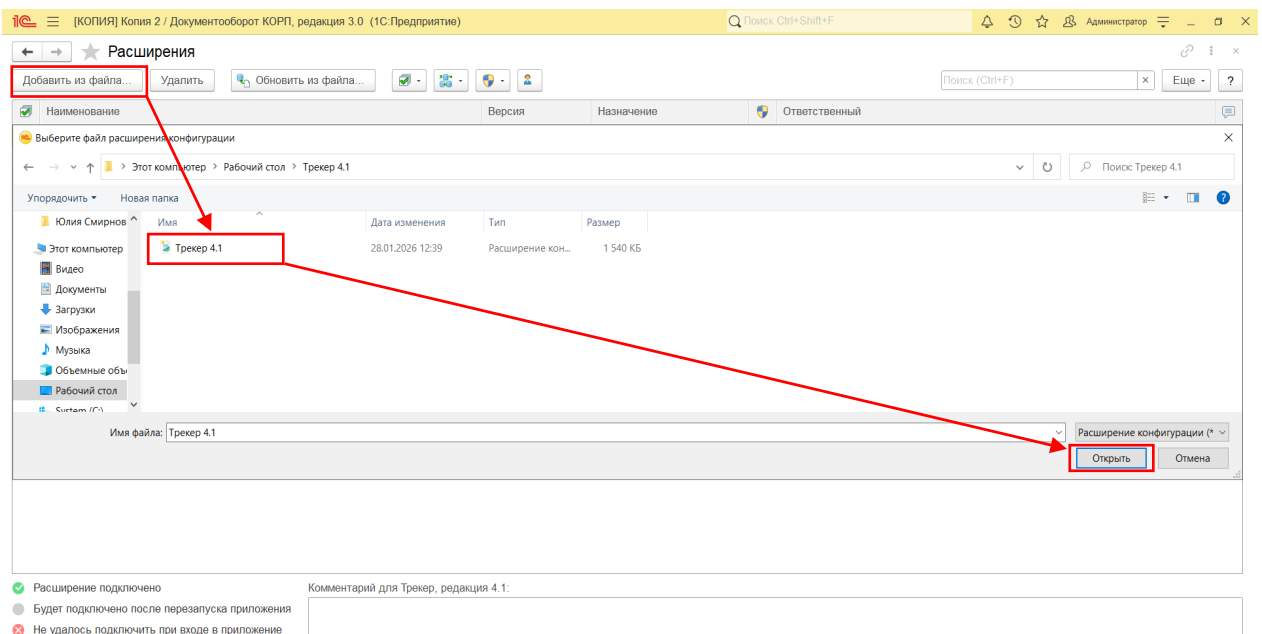 [КОПИЯ] Копия 2 / Документооборот КОРП, редакция 3.0 (1С:Предприятие) Поиск Ctrl+Shift+F Администратор
Расширения
Добавить из файла... Удалить Обновить из файла... Поиск (Ctrl+F) × Еще ?
Наименование Версия Назначение Ответственный
Выберите файл расширения конфигурации
Этот компьютер > Рабочий стол > Трекер 4.1 Поиск: Трекер 4.1
Упорядочить Новая папка
Юлия Смирнов Имя Дата изменения Тип Размер
Этот компьютер Трекер 4.1 28.01.2026 12:39 Расширение кон... 1 540 КБ
Видео
Документы
Загрузки
Изображения
Музыка
Объемные объ
Рабочий стол
System (C:)
Имя файла: Трекер 4.1 Расширение конфигурации (*
Открыть Отмена
Расширение подключено Комментарий для Трекер, редакция 4.1:
Будет подключено после перезапуска приложения
Не удалось подключить при входе в приложение